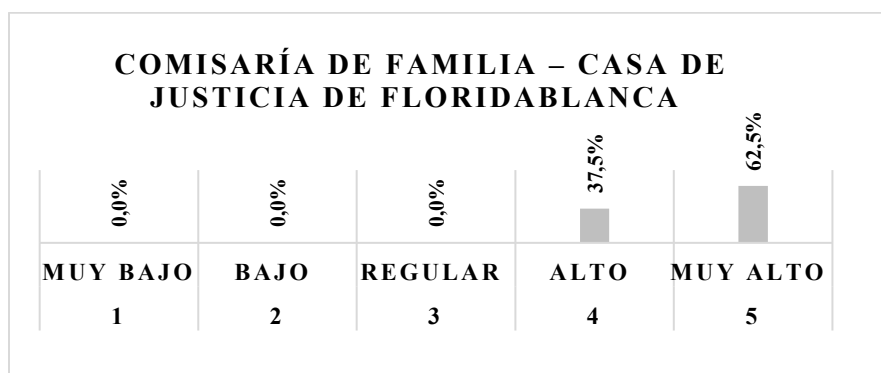 COMISARÍA DE FAMILIA – CASA DE
JUSTICIA DE FLORIDABLANCA
0,0% 0,0% 0,0% 37,5% 62,5%
MUY BAJO BAJO REGULAR ALTO MUY ALTO
1 2 3 4 5